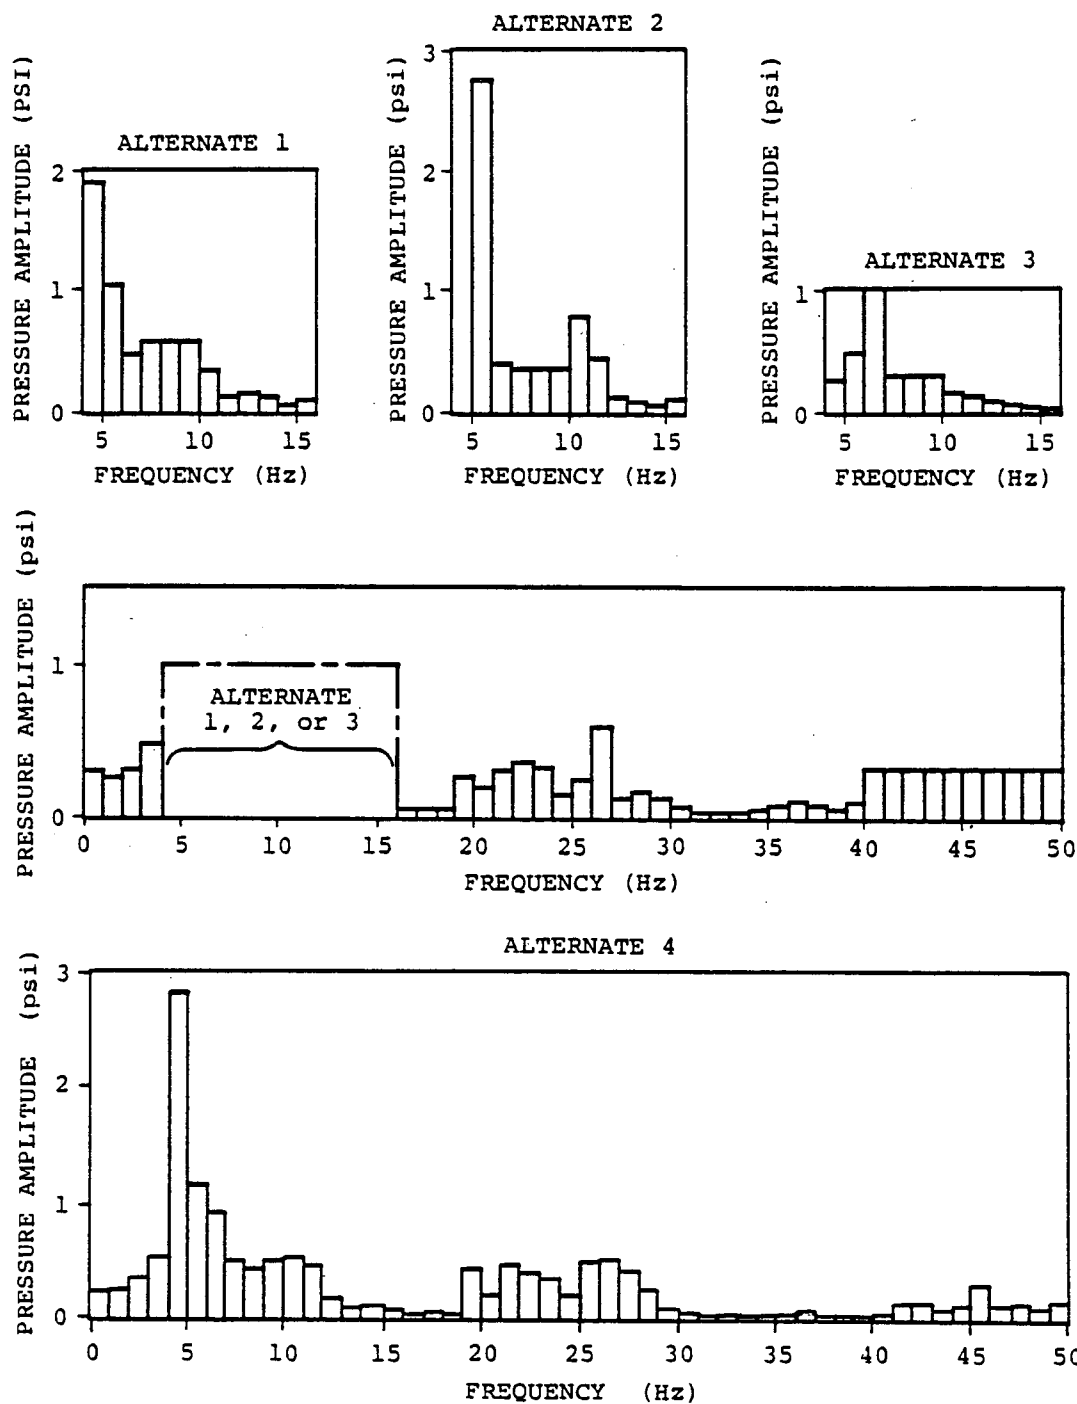 ALTERNATE 2
ALTERNATE 1
PRESSURE AMPLITUDE (PSI)
2
1
0
5 10 15
FREQUENCY (Hz)
PRESSURE AMPLITUDE (psi)
3
2
1
0
5 10 15
FREQUENCY (Hz)
ALTERNATE 3
PRESSURE AMPLITUDE (psi)
1
0
5 10 15
FREQUENCY (Hz)
PRESSURE AMPLITUDE (psi)
1
0
ALTERNATE
1, 2, or 3
0 5 10 15 20 25 30 35 40 45 50
FREQUENCY (Hz)
ALTERNATE 4
PRESSURE AMPLITUDE (psi)
3
2
1
0
0 5 10 15 20 25 30 35 40 45 50
FREQUENCY (Hz)